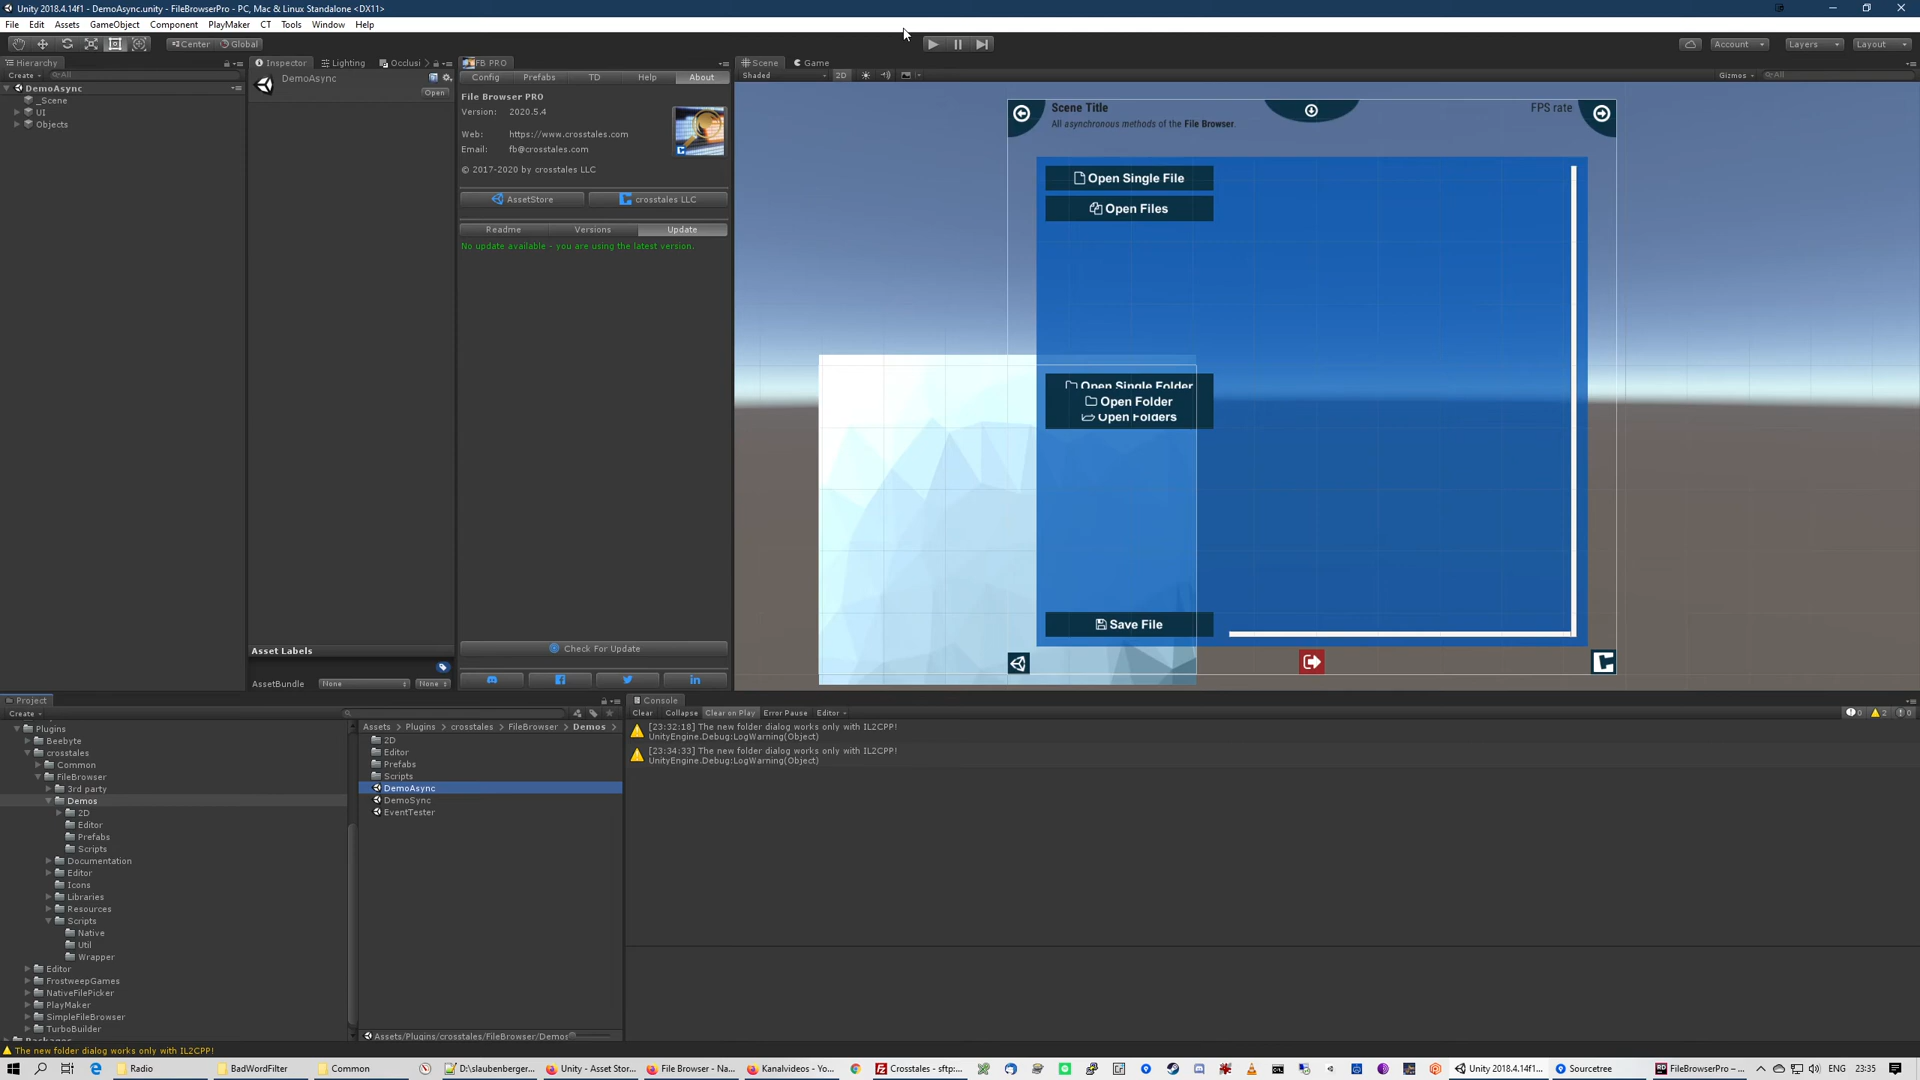 Unity 2018.4.14f1 - DemoAsync.unity - FileBrowserPro - PC, Mac & Linux Standalone <DX11>
File Edit Assets GameObject Component PlayMaker CT Tools Window Help
Center Global Account Layers Layout
Hierarchy Inspector Lighting Occlusi FB PRO Scene Game
Create All
DemoAsync
_Scene
UI
Objects
DemoAsync
Open
Config Prefabs TD Help About
File Browser PRO
Version: 2020.5.4
Web: https://www.crosstales.com
Email: fb@crosstales.com
© 2017-2020 by crosstales LLC
AssetStore crosstales LLC
Readme Versions Update
No update available - you are using the latest version.
Check For Update
Asset Labels
AssetBundle None None
Shaded 2D Gizmos All
Scene Title FPS rate
All asynchronous methods of the File Browser.
Open Single File
Open Files
Open Single Folder
Open Folder
Open Folders
Save File
Project
Create
Plugins
Beebyte
crosstales
Common
FileBrowser
3rd party
Demos
2D
Editor
Prefabs
Scripts
Documentation
Editor
Icons
Libraries
Resources
Scripts
Native
Util
Wrapper
Editor
FrostweepGames
NativeFilePicker
PlayMaker
SimpleFileBrowser
TurboBuilder
Assets Plugins crosstales FileBrowser Demos
2D
Editor
Prefabs
Scripts
DemoAsync
DemoSync
EventTester
Assets/Plugins/crosstales/FileBrowser/Demos
Console
Clear Collapse Clear on Play Error Pause Editor 0 2 0
[23:32:18] The new folder dialog works only with IL2CPP!
UnityEngine.Debug:LogWarning(Object)
[23:34:33] The new folder dialog works only with IL2CPP!
UnityEngine.Debug:LogWarning(Object)
The new folder dialog works only with IL2CPP!
Radio BadWordFilter Common D:\slaubenberger... Unity - Asset Stor... File Browser - Na... Kanalvideos - Yo... Crosstales - sftp:... Unity 2018.4.14f1... Sourcetree FileBrowserPro – ... ENG 23:35